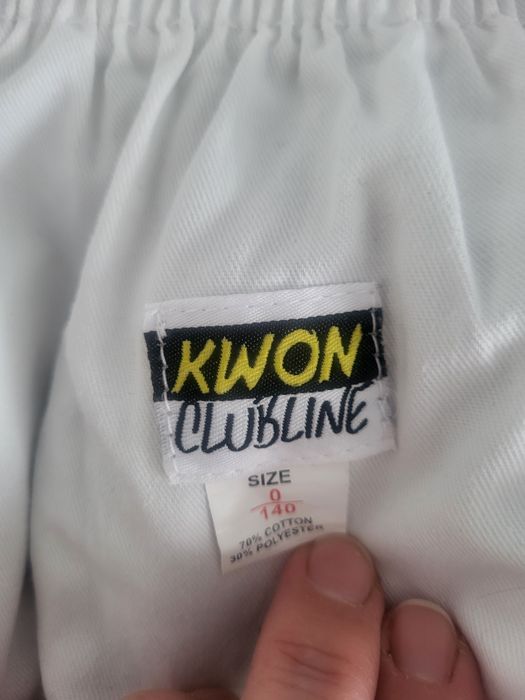 KWON
CLUBLINE
SIZE
0
140
70% COTTON
30% POLYESTER